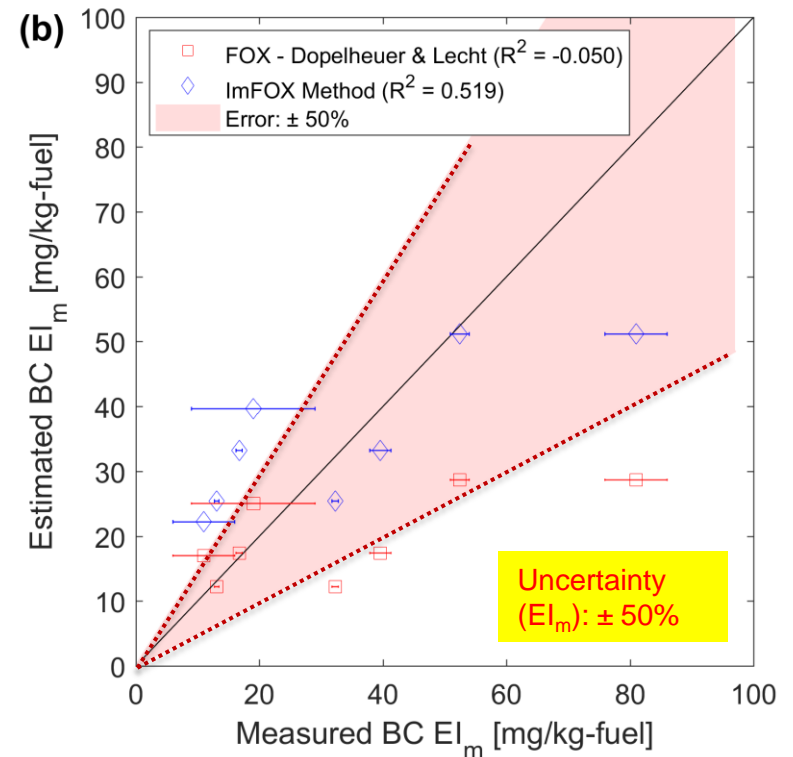 (b)
FOX - Dopelheuer & Lecht (R² = -0.050)
ImFOX Method (R² = 0.519)
Error: ± 50%
100
90
80
70
60
50
40
30
20
10
0
Estimated BC EIₘ [mg/kg-fuel]
Uncertainty
(EIₘ): ± 50%
0 20 40 60 80 100
Measured BC EIₘ [mg/kg-fuel]